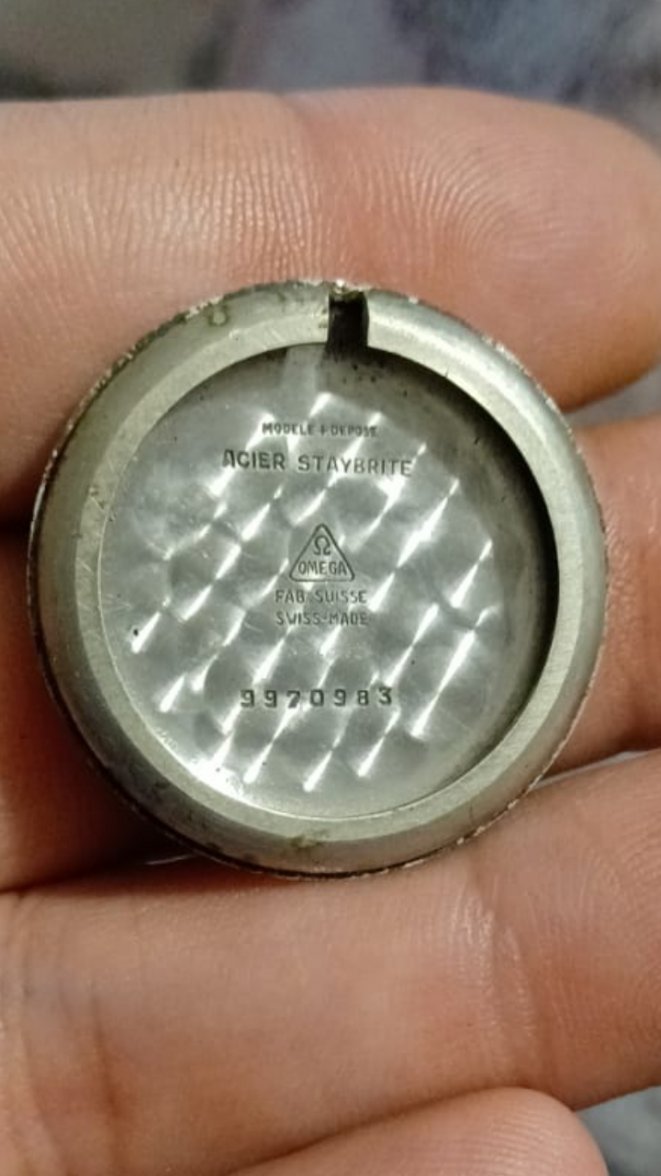 MODELE + DEPOSE
ACIER STAYBRITE
Ω
OMEGA
FAB. SUISSE
SWISS-MADE
9970983